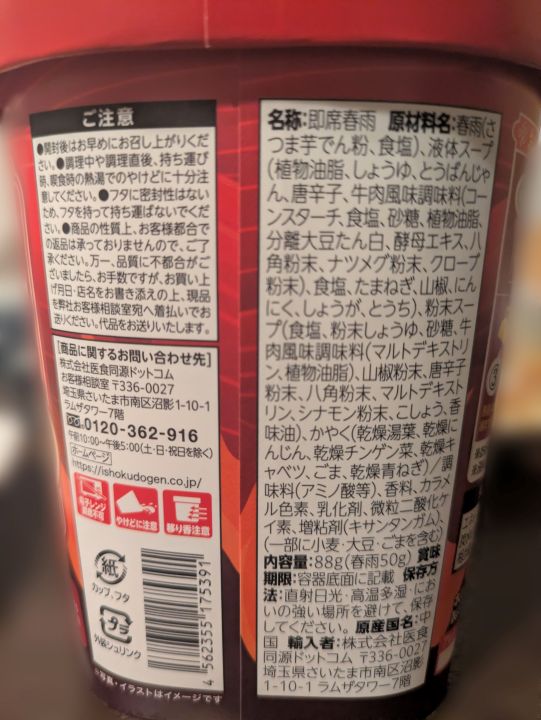 ご注意
●開封後はお早めにお召し上がりくだ
さい。●調理中や調理直後、持ち運び
時、喫食時の熱湯でのやけどに十分注
意してください。●フタに密封性はない
ため、フタを持って持ち運ばないでくだ
さい。●商品の性質上、お客様都合で
の返品は承っておりませんので、ご了
承ください。万一、品質に不都合がご
ざいましたら、お手数ですが、お買い上
げ月日・店名をお書き添えの上、現品
を弊社お客様相談室宛へ着払いでお
送りください。代品をお送りいたします。
[商品に関するお問い合わせ先]
株式会社医食同源ドットコム
お客様相談室 〒336-0027
埼玉県さいたま市南区沼影1-10-1
ラムザタワー7階
0120-362-916
午前10:00~午後5:00(土・日・祝日を除く)
ホームページ
https://ishokudogen.co.jp/
電子レンジ
調理不可
やけどに注意
移り香注意
紙
カップ、フタ
プラ
外装シュリンク
4562355175391
※写真・イラストはイメージです
名称:即席春雨 原材料名:春雨(さ
つま芋でん粉、食塩)、液体スープ
(植物油脂、しょうゆ、とうばんじゃ
ん、唐辛子、牛肉風味調味料(コー
ンスターチ、食塩、砂糖、植物油脂、
分離大豆たん白、酵母エキス、八
角粉末、ナツメグ粉末、クローブ
粉末)、食塩、たまねぎ、山椒、にん
にく、しょうが、とうち)、粉末スー
プ(食塩、粉末しょうゆ、砂糖、牛
肉風味調味料(マルトデキストリ
ン、植物油脂)、山椒粉末、唐辛子
粉末、八角粉末、マルトデキスト
リン、シナモン粉末、こしょう、香
味油)、かやく(乾燥湯葉、乾燥に
んじん、乾燥チンゲン菜、乾燥キ
ャベツ、ごま、乾燥青ねぎ)/調
味料(アミノ酸等)、香料、カラメ
ル色素、乳化剤、微粒二酸化ケ
イ素、増粘剤(キサンタンガム)、
(一部に小麦・大豆・ごまを含む)
内容量:88g(春雨50g) 賞味
期限:容器底面に記載 保存方
法:直射日光・高温多湿・にお
いの強い場所を避けて、保存
してください。原産国名:中
国 輸入者:株式会社医食
同源ドットコム 〒336-0027
埼玉県さいたま市南区沼影
1-10-1 ラムザタワー7階